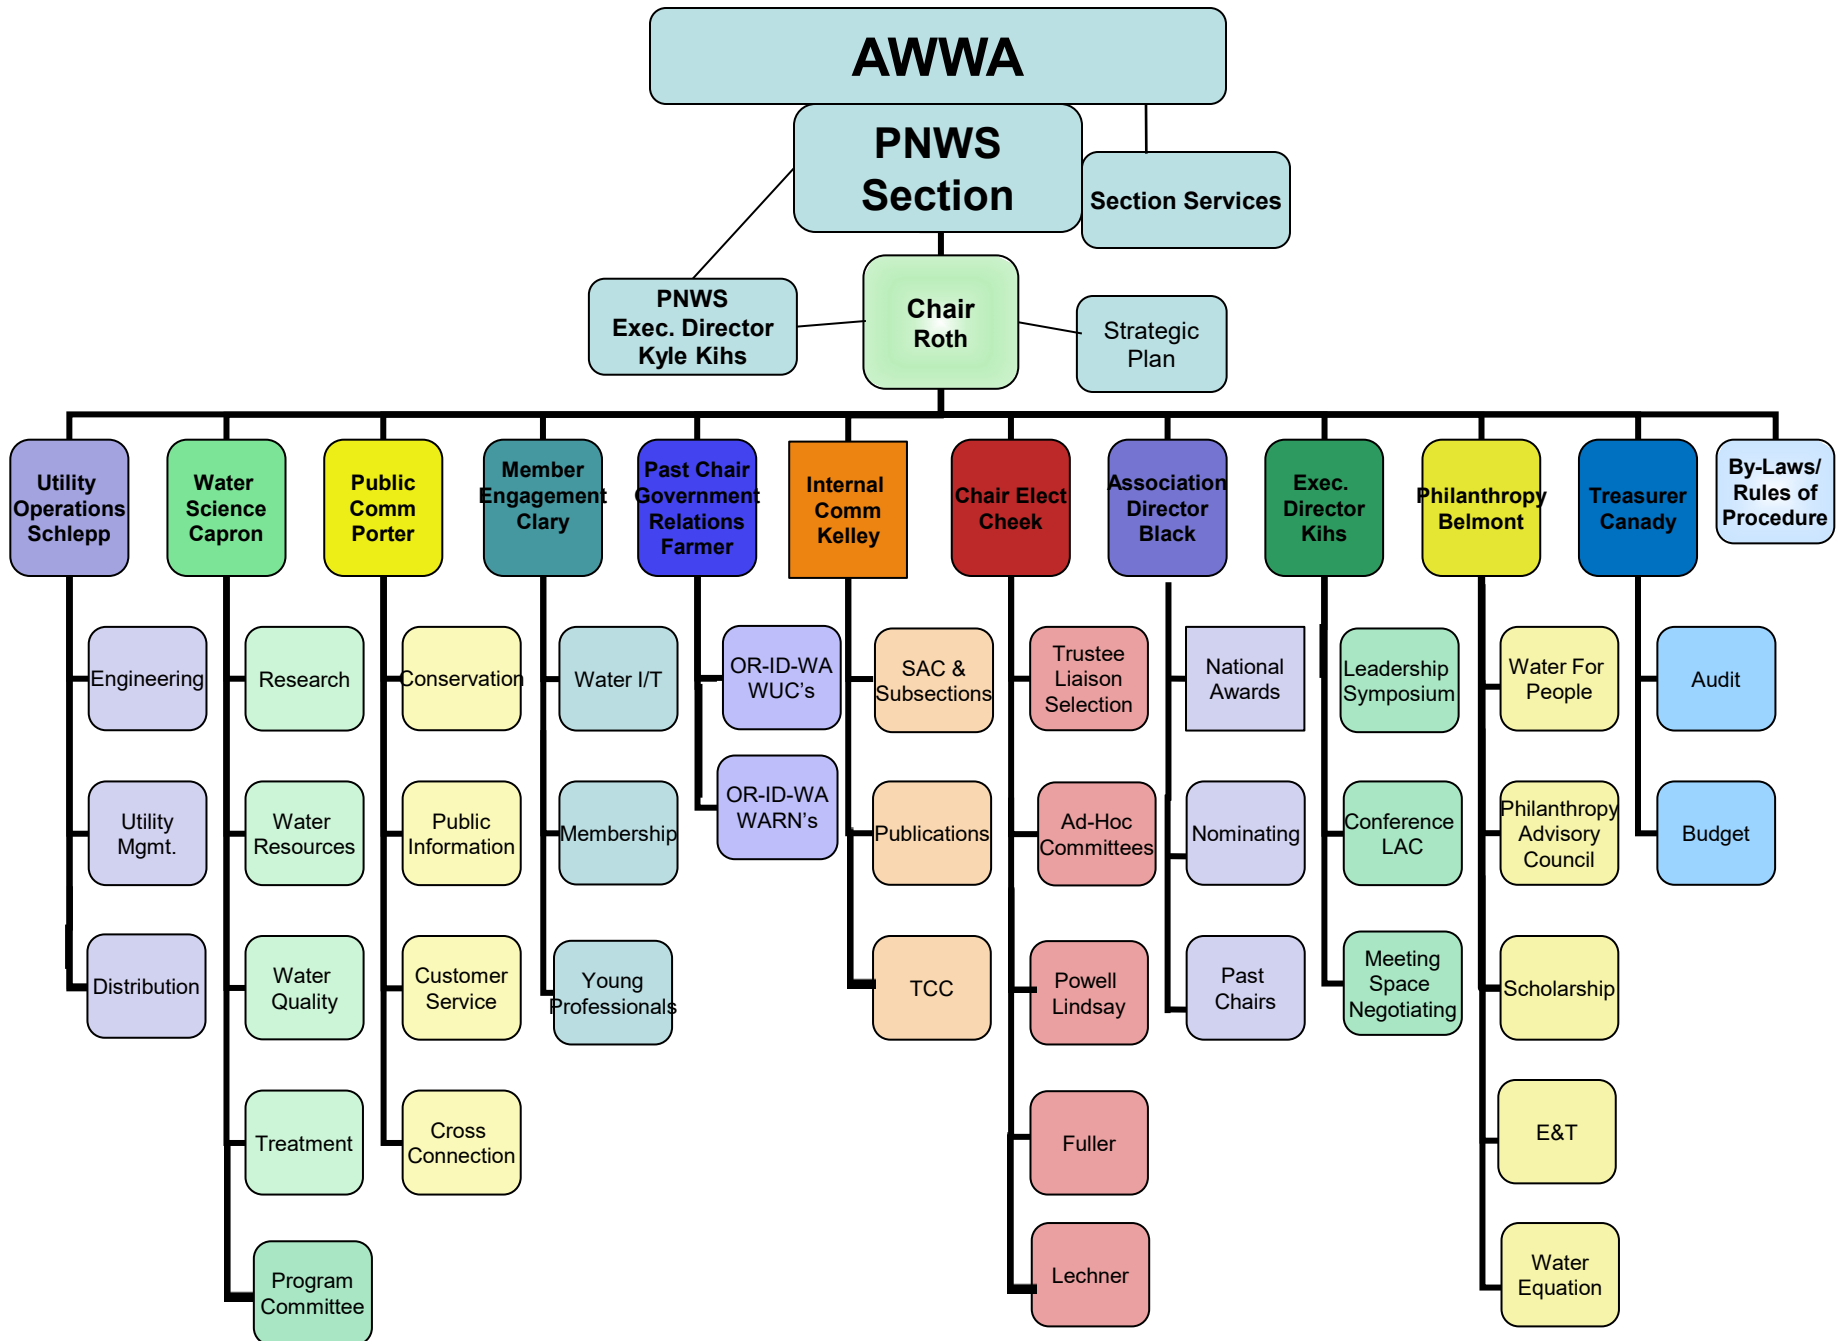 AWWA
PNWS
Section
Section Services
PNWS
Exec. Director
Kyle Kihs
Chair
Roth
Strategic
Plan
Utility
Operations
Schlepp
Water
Science
Capron
Public
Comm
Porter
Member
Engagement
Clary
Past Chair
Government
Relations
Farmer
Internal
Comm
Kelley
Chair Elect
Cheek
Association
Director
Black
Exec.
Director
Kihs
Philanthropy
Belmont
Treasurer
Canady
By-Laws/
Rules of
Procedure
Engineering
Utility
Mgmt.
Distribution
Research
Water
Resources
Water
Quality
Treatment
Program
Committee
Conservation
Public
Information
Customer
Service
Cross
Connection
Water I/T
Membership
Young
Professionals
OR-ID-WA
WUC's
OR-ID-WA
WARN's
SAC &
Subsections
Publications
TCC
Trustee
Liaison
Selection
Ad-Hoc
Committees
Powell
Lindsay
Fuller
Lechner
National
Awards
Nominating
Past
Chairs
Leadership
Symposium
Conference
LAC
Meeting
Space
Negotiating
Water For
People
Philanthropy
Advisory
Council
Scholarship
E&T
Water
Equation
Audit
Budget